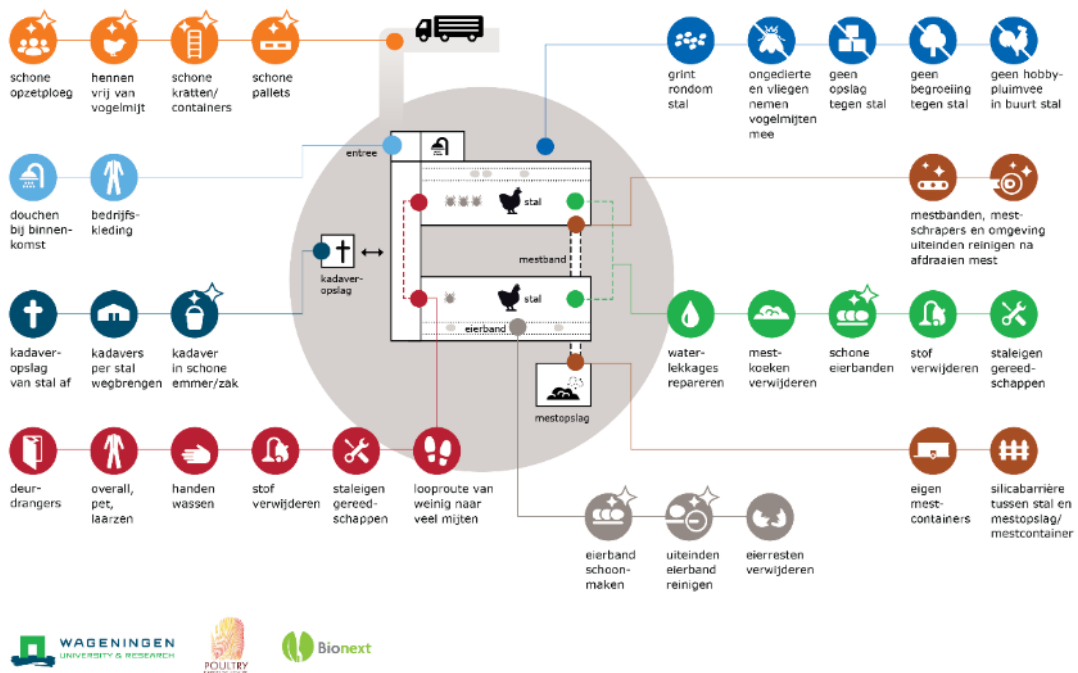 schone
opzetploeg
hennen
vrij van
vogelmijt
schone
kratten/
containers
schone
pallets
grint
rondom
stal
ongedierte
en vliegen
nemen
vogelmijten
mee
geen
opslag
tegen stal
geen
begroeiing
tegen stal
geen hobby-
pluimvee
in buurt stal
entree
douchen
bij binnen-
komst
bedrijfs-
kleding
stal
mestbanden, mest-
schrapers en omgeving
uiteinden reinigen na
afdraaien mest
mestband
kadaver-
opslag
stal
eierband
kadaver-
opslag
van stal af
kadavers
per stal
wegbrengen
kadaver
in schone
emmer/zak
water-
lekkages
repareren
mest-
koeken
verwijderen
schone
eierbanden
stof
verwijderen
staleigen
gereed-
schappen
mestopslag
deur-
drangers
overall,
pet,
laarzen
handen
wassen
stof
verwijderen
staleigen
gereed-
schappen
looproute van
weinig naar
veel mijten
eigen
mest-
containers
silicabarrière
tussen stal en
mestopslag/
mestcontainer
eierband
schoon-
maken
uiteinden
eierband
reinigen
eierresten
verwijderen
WAGENINGEN
UNIVERSITY & RESEARCH
POULTRY
Bionext